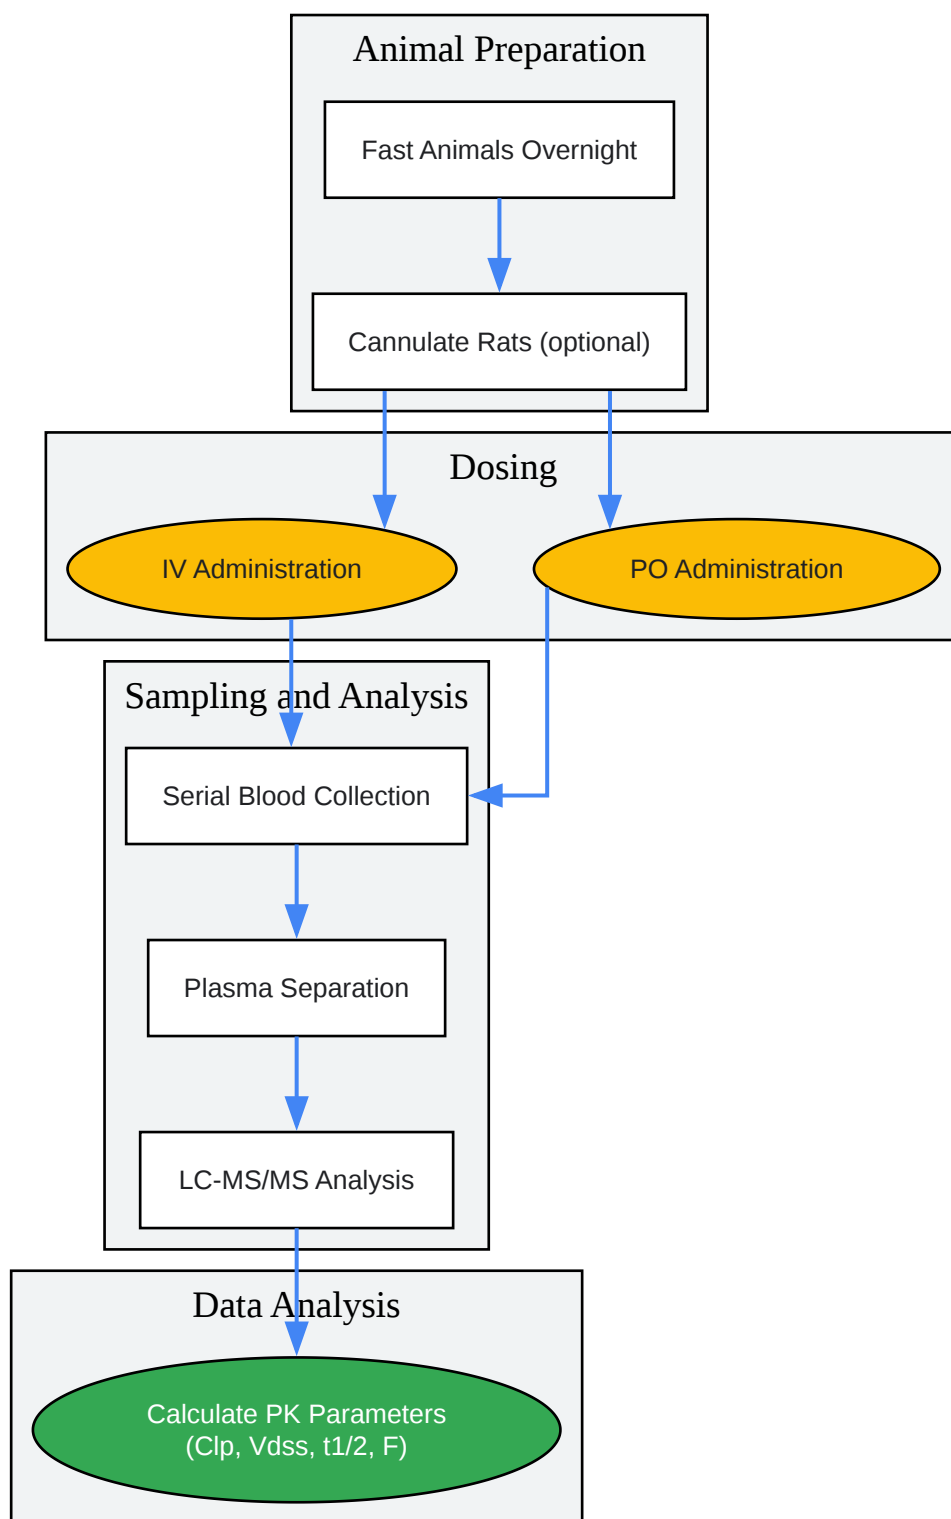 Animal Preparation
Fast Animals Overnight
Cannulate Rats (optional)
Dosing
IV Administration
PO Administration
Sampling and Analysis
Serial Blood Collection
Plasma Separation
LC-MS/MS Analysis
Data Analysis
Calculate PK Parameters
(Clp, Vdss, t1/2, F)